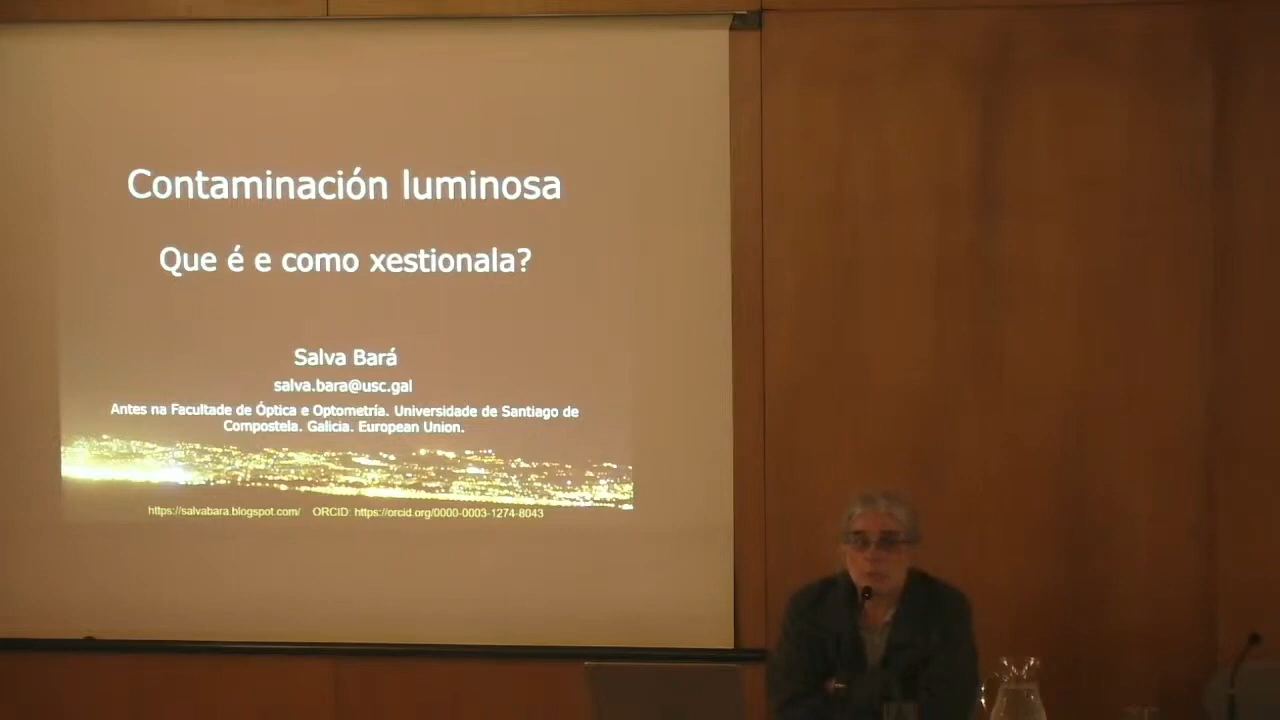 Contaminación luminosa
Que é e como xestionala?
Salva Bará
salva.bara@usc.gal
Antes na Facultade de Óptica e Optometría. Universidade de Santiago de
Compostela. Galicia. European Union.
https://salvabara.blogspot.com/ ORCID: https://orcid.org/0000-0003-1274-8043